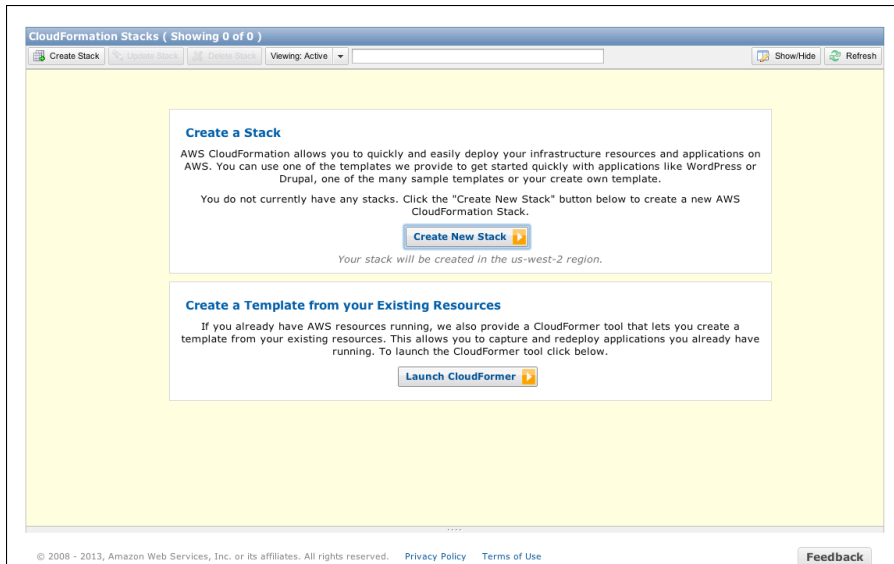 CloudFormation Stacks ( Showing 0 of 0 )
Create Stack Update Stack Delete Stack Viewing: Active Show/Hide Refresh
Create a Stack
AWS CloudFormation allows you to quickly and easily deploy your infrastructure resources and applications on
AWS. You can use one of the templates we provide to get started quickly with applications like WordPress or
Drupal, one of the many sample templates or your create own template.
You do not currently have any stacks. Click the "Create New Stack" button below to create a new AWS
CloudFormation Stack.
Create New Stack
Your stack will be created in the us-west-2 region.
Create a Template from your Existing Resources
If you already have AWS resources running, we also provide a CloudFormer tool that lets you create a
template from your existing resources. This allows you to capture and redeploy applications you already have
running. To launch the CloudFormer tool click below.
Launch CloudFormer
© 2008 - 2013, Amazon Web Services, Inc. or its affiliates. All rights reserved. Privacy Policy Terms of Use Feedback